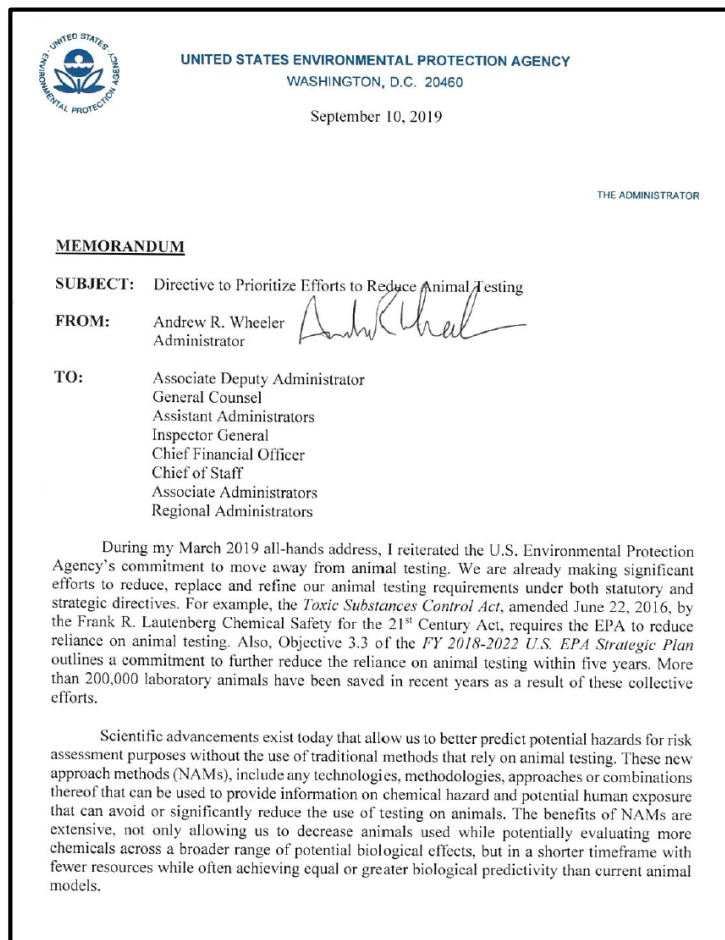 UNITED STATES
ENVIRONMENTAL PROTECTION AGENCY
UNITED STATES ENVIRONMENTAL PROTECTION AGENCY
WASHINGTON, D.C. 20460
September 10, 2019
THE ADMINISTRATOR
MEMORANDUM
SUBJECT: Directive to Prioritize Efforts to Reduce Animal Testing
FROM: Andrew R. Wheeler
Administrator
TO: Associate Deputy Administrator
General Counsel
Assistant Administrators
Inspector General
Chief Financial Officer
Chief of Staff
Associate Administrators
Regional Administrators
During my March 2019 all-hands address, I reiterated the U.S. Environmental Protection
Agency's commitment to move away from animal testing. We are already making significant
efforts to reduce, replace and refine our animal testing requirements under both statutory and
strategic directives. For example, the Toxic Substances Control Act, amended June 22, 2016, by
the Frank R. Lautenberg Chemical Safety for the 21st Century Act, requires the EPA to reduce
reliance on animal testing. Also, Objective 3.3 of the FY 2018-2022 U.S. EPA Strategic Plan
outlines a commitment to further reduce the reliance on animal testing within five years. More
than 200,000 laboratory animals have been saved in recent years as a result of these collective
efforts.
Scientific advancements exist today that allow us to better predict potential hazards for risk
assessment purposes without the use of traditional methods that rely on animal testing. These new
approach methods (NAMs), include any technologies, methodologies, approaches or combinations
thereof that can be used to provide information on chemical hazard and potential human exposure
that can avoid or significantly reduce the use of testing on animals. The benefits of NAMs are
extensive, not only allowing us to decrease animals used while potentially evaluating more
chemicals across a broader range of potential biological effects, but in a shorter timeframe with
fewer resources while often achieving equal or greater biological predictivity than current animal
models.